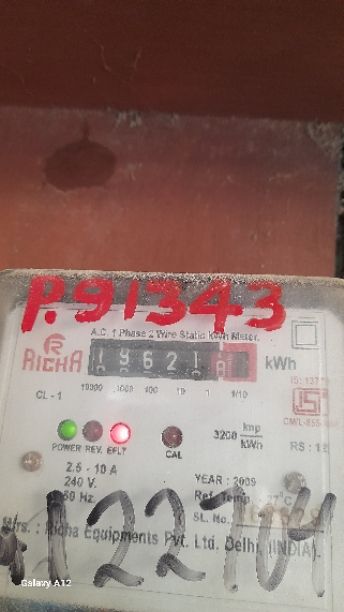 P.91343
A.C. 1 Phase 2 Wire Static kWh Meter.
R
RICHA
19621
kWh
10000 1000 100 10 1 1/10
CL - 1
POWER REV. EFLT
CAL
3200 imp/kWh
2.5 - 10 A
240 V.
50 Hz.
YEAR : 2009
Ref. Temp. 27°C
SL. No.
Mfrs. : Richa Equipments Pvt. Ltd. Delhi, (INDIA).
122704
Galaxy A12